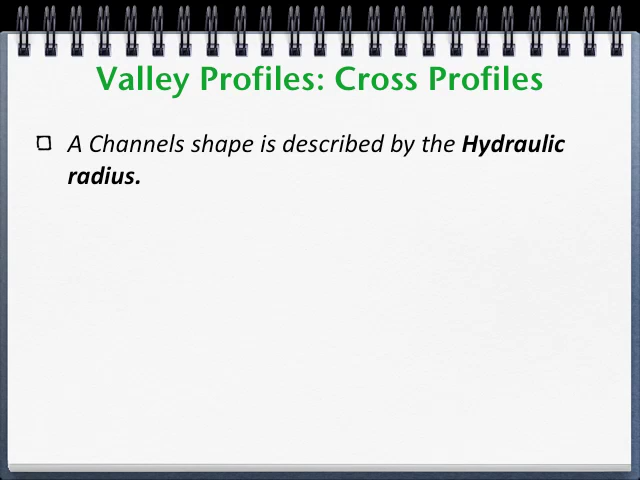 Valley Profiles: Cross Profiles
A Channels shape is described by the Hydraulic
radius.